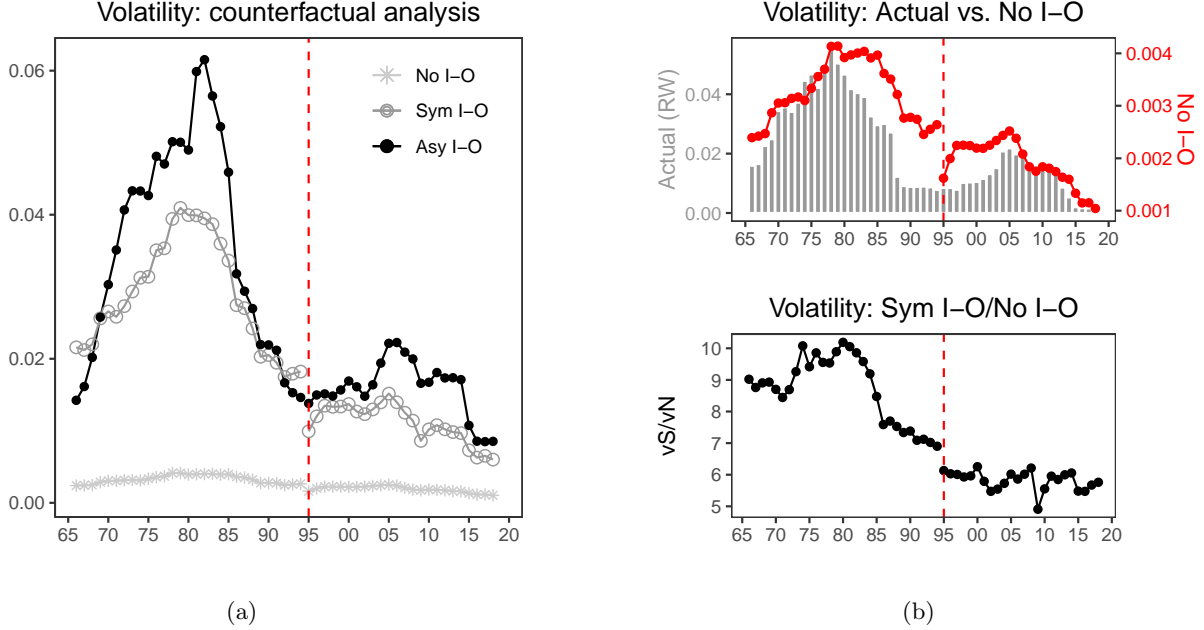 Volatility: counterfactual analysis
0.06
0.04
0.02
0.00
No I−O
Sym I−O
Asy I−O
65 70 75 80 85 90 95 00 05 10 15 20
(a)
Volatility: Actual vs. No I−O
Actual (RW)
0.04
0.02
0.00
0.004
0.003
0.002
0.001
No I−O
65 70 75 80 85 90 95 00 05 10 15 20
Volatility: Sym I−O/No I−O
vS/vN
10
9
8
7
6
5
65 70 75 80 85 90 95 00 05 10 15 20
(b)